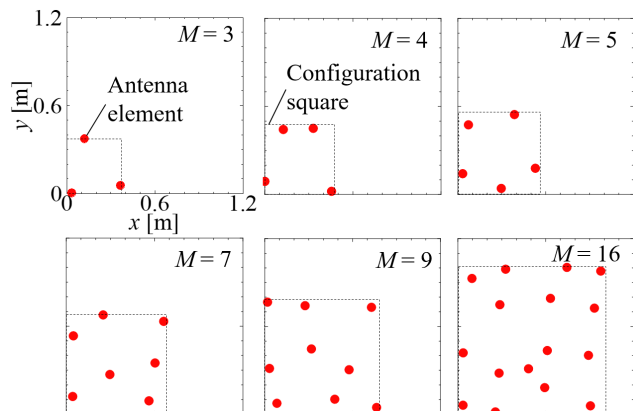 1.2
M = 3
M = 4
M = 5
Antenna
element
Configuration
square
y [m]
0.6
0
0
0.6
1.2
x [m]
M = 7
M = 9
M = 16